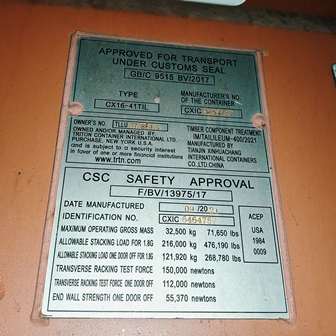 APPROVED FOR TRANSPORT
UNDER CUSTOMS SEAL
GB/C 9515 BV/2017
TYPE
CX16-41TIL
MANUFACTURER'S NO.
OF THE CONTAINER
CXIC
OWNER'S NO. TLLU
OWNED AND/OR MANAGED BY:
TRITON CONTAINER INTERNATIONAL LTD.
PURCHASE, NEW YORK U.S.A.
and is subject to a security interest
in favor of one or more financial institutions
www.trtn.com
TIMBER COMPONENT TREATMENT
IM/TAILILEUM-400/2021
MANUFACTURED BY
TIANJIN XINHUACHANG
INTERNATIONAL CONTAINERS
CO.,LTD.CHINA
CSC SAFETY APPROVAL
F/BV/13975/17
DATE MANUFACTURED 09/2021
IDENTIFICATION NO. CXIC
MAXIMUM OPERATING GROSS MASS 32,500 kg 71,650 lbs
ALLOWABLE STACKING LOAD FOR 1.8G 216,000 kg 476,190 lbs
ALLOWABLE STACKING LOAD ONE DOOR OFF FOR 1.8G 121,920 kg 268,780 lbs
TRANSVERSE RACKING TEST FORCE 150,000 newtons
TRANSVERSE RACKING TEST FORCE ONE DOOR OFF 112,000 newtons
END WALL STRENGTH ONE DOOR OFF 55,370 newtons
ACEP
USA
1984
0009